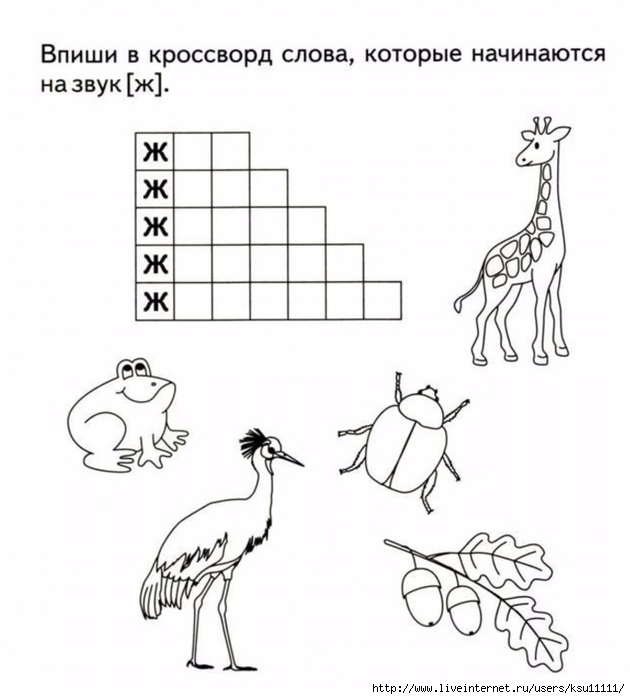 Впиши в кроссворд слова, которые начинаются
на звук [ж].
Ж
Ж
Ж
Ж
Ж
http://www.liveinternet.ru/users/ksu11111/